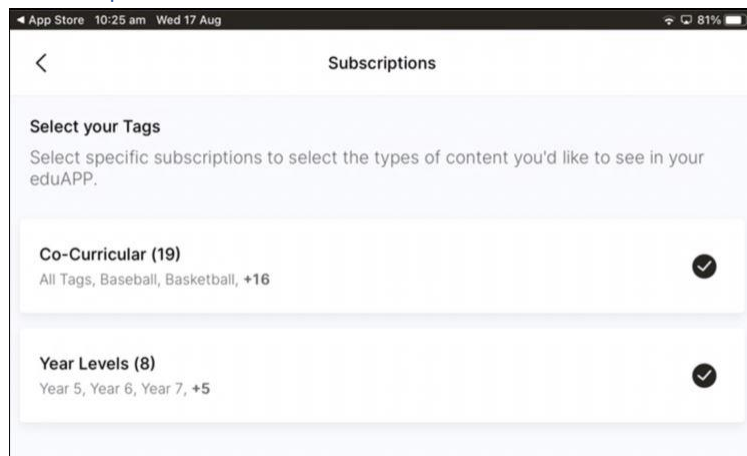 App Store 10:25 am Wed 17 Aug 81%
Subscriptions
Select your Tags
Select specific subscriptions to select the types of content you'd like to see in your
eduAPP.
Co-Curricular (19)
All Tags, Baseball, Basketball, +16
Year Levels (8)
Year 5, Year 6, Year 7, +5